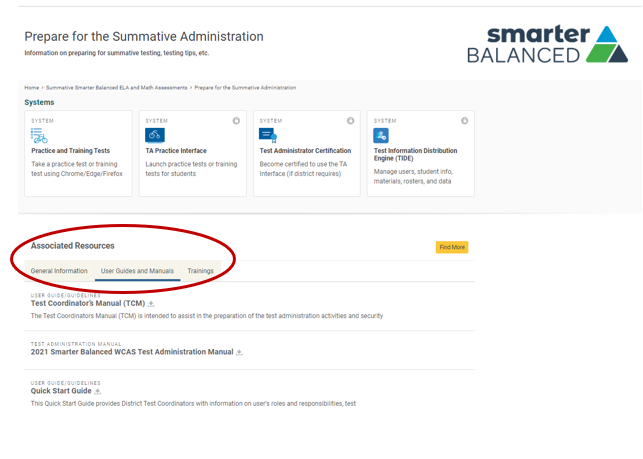 Prepare for the Summative Administration
Information on preparing for summative testing, testing tips, etc.
smarter
BALANCED
Home > Summative Smarter Balanced ELA and Math Assessments > Prepare for the Summative Administration
Systems
SYSTEM
Practice and Training Tests
Take a practice test or training
test using Chrome/Edge/Firefox
SYSTEM
TA Practice Interface
Launch practice tests or training
tests for students
SYSTEM
Test Administrator Certification
Become certified to use the TA
Interface (if district requires)
SYSTEM
Test Information Distribution
Engine (TIDE)
Manage users, student info,
materials, rosters, and data
Associated Resources
Find More
General Information User Guides and Manuals Trainings
USER GUIDE/GUIDELINES
Test Coordinator's Manual (TCM)
The Test Coordinators Manual (TCM) is intended to assist in the preparation of the test administration activities and security
TEST ADMINISTRATION MANUAL
2021 Smarter Balanced WCAS Test Administration Manual
USER GUIDE/GUIDELINES
Quick Start Guide
This Quick Start Guide provides District Test Coordinators with information on user's roles and responsibilities, test